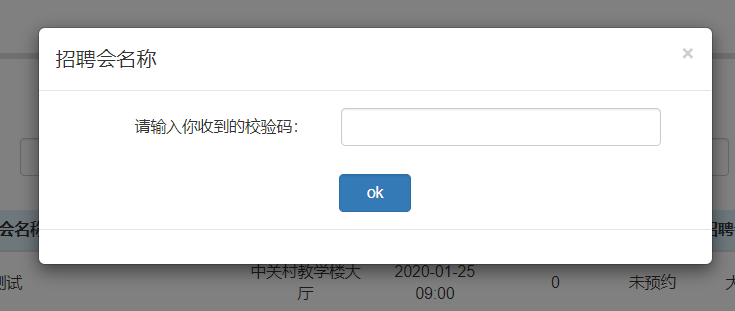 招聘会名称
×
请输入你收到的校验码：
ok
会名称
招聘
测试
中关村教学楼大
厅
2020-01-25
09:00
0
未预约
大